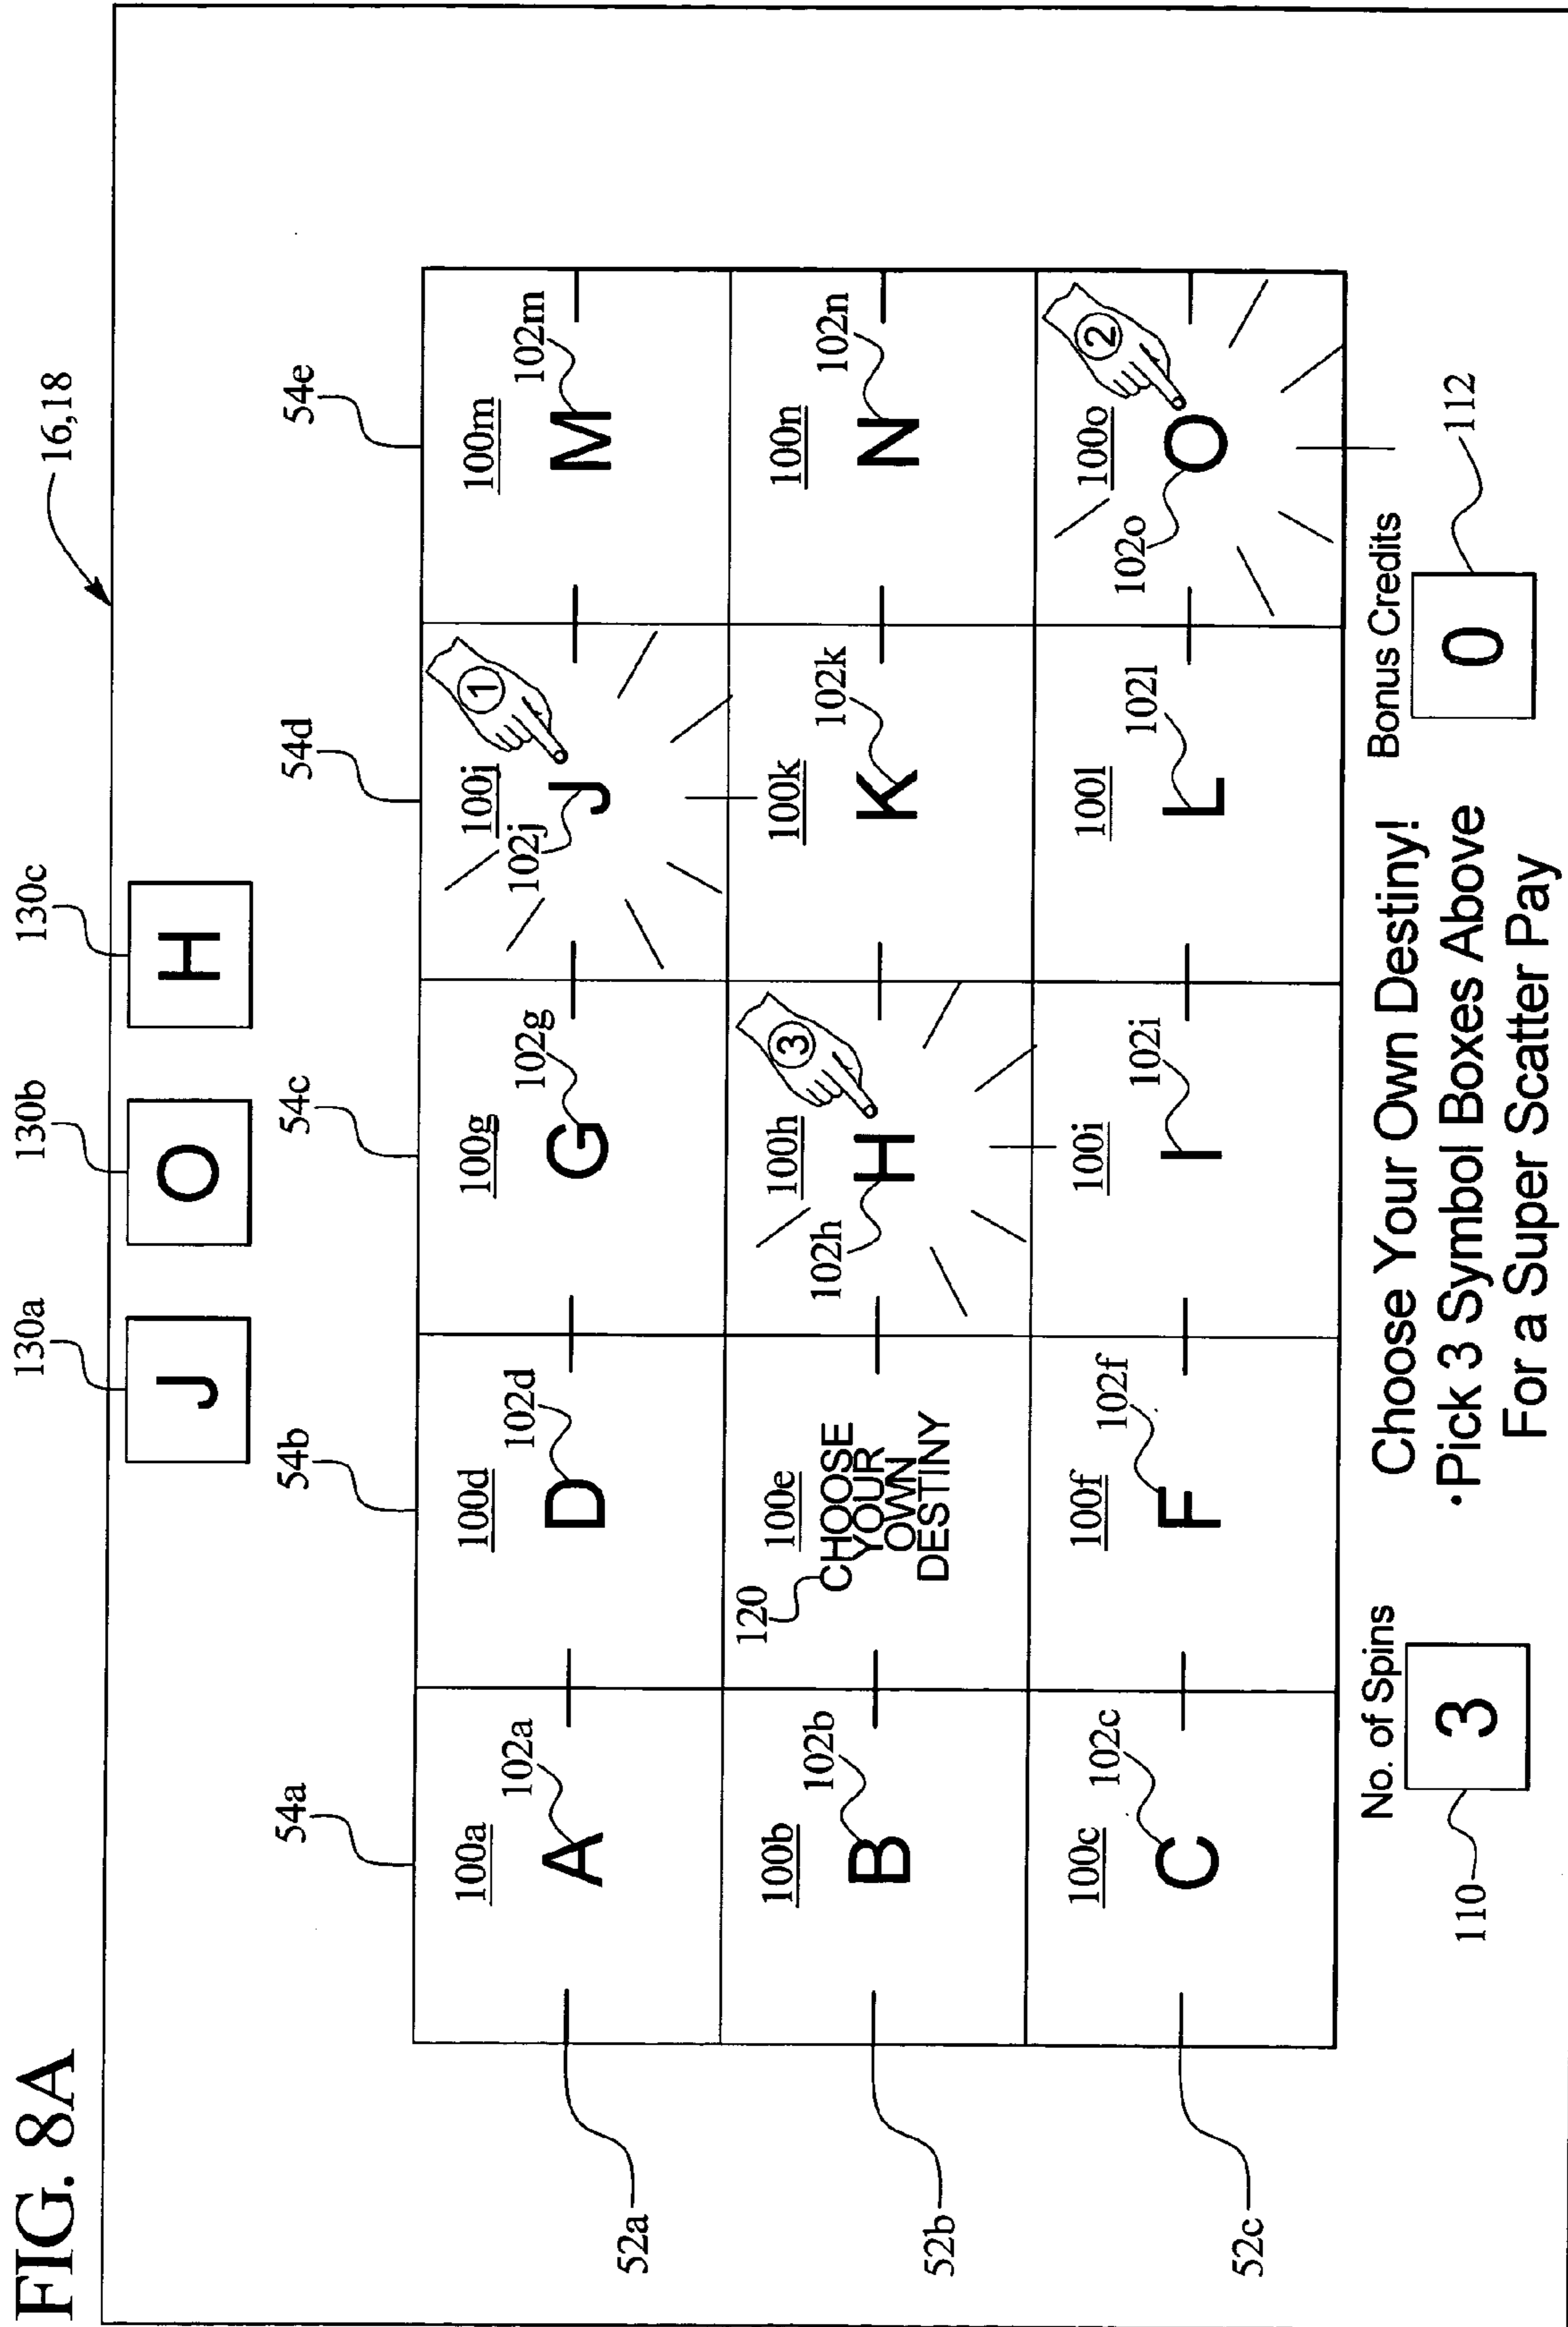 FIG. 8A
16,18
130a 130b 130c
J O H
54a 54b 54c 54d 54e
100a 100d 100g 100j 100m
102a 102d 102g 102j 102m
A D G J M
1
52a
100b 100e 100h 100k 100n
120
102b 102h 102k 102n
B CHOOSE H K N
YOUR
OWN
DESTINY
3
52b
100c 100f 100i 100l 100o
102c 102f 102i 102l 102o
C F I L O
2
52c
No. of Spins
3
110
Choose Your Own Destiny!
·Pick 3 Symbol Boxes Above
For a Super Scatter Pay
Bonus Credits
0
112